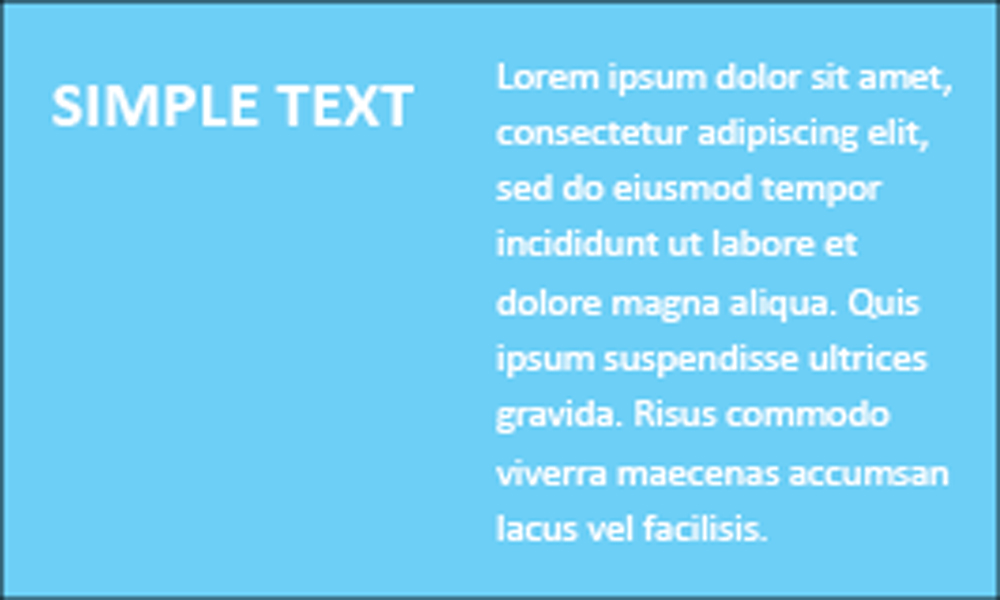 SIMPLE TEXT
Lorem ipsum dolor sit amet,
consectetur adipiscing elit,
sed do eiusmod tempor
incididunt ut labore et
dolore magna aliqua. Quis
ipsum suspendisse ultrices
gravida. Risus commodo
viverra maecenas accumsan
lacus vel facilisis.